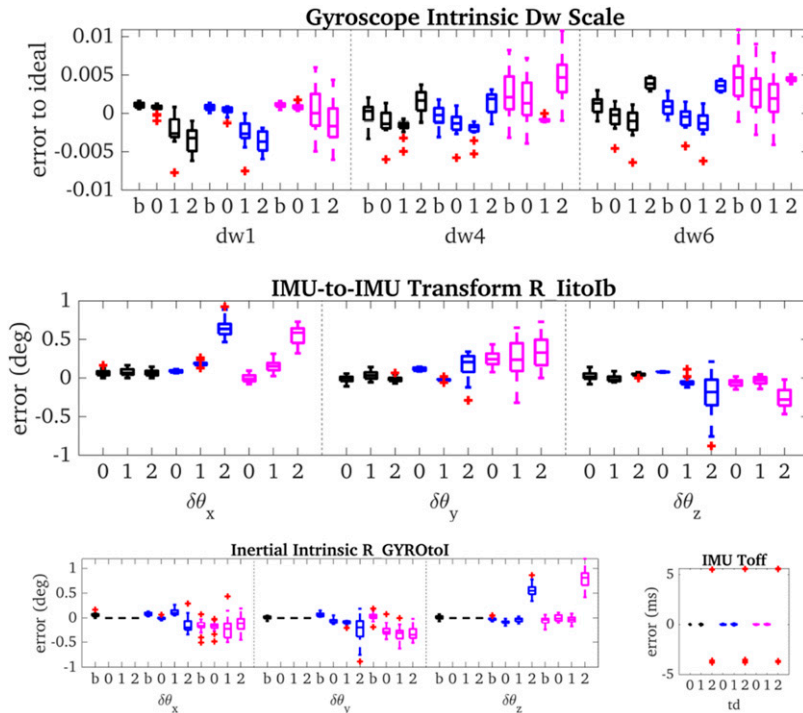 Gyroscope Intrinsic Dw Scale
0.01
0.005
0
-0.005
-0.01
error to ideal
b 0 1 2 b 0 1 2 b 0 1 2 b 0 1 2 b 0 1 2 b 0 1 2 b 0 1 2 b 0 1 2 b 0 1 2
dw1 dw4 dw6
IMU-to-IMU Transform R_IitoIb
1
0.5
0
-0.5
-1
error (deg)
0 1 2 0 1 2 0 1 2 0 1 2 0 1 2 0 1 2 0 1 2 0 1 2 0 1 2
δθx δθy δθz
Inertial Intrinsic R_GYROtoI
1
0.5
0
-0.5
-1
error (deg)
b 0 1 2 b 0 1 2 b 0 1 2 b 0 1 2 b 0 1 2 b 0 1 2 b 0 1 2 b 0 1 2 b 0 1 2
δθx δθy δθz
IMU Toff
5
0
-5
error (ms)
0 1 2 0 1 2 0 1 2
td